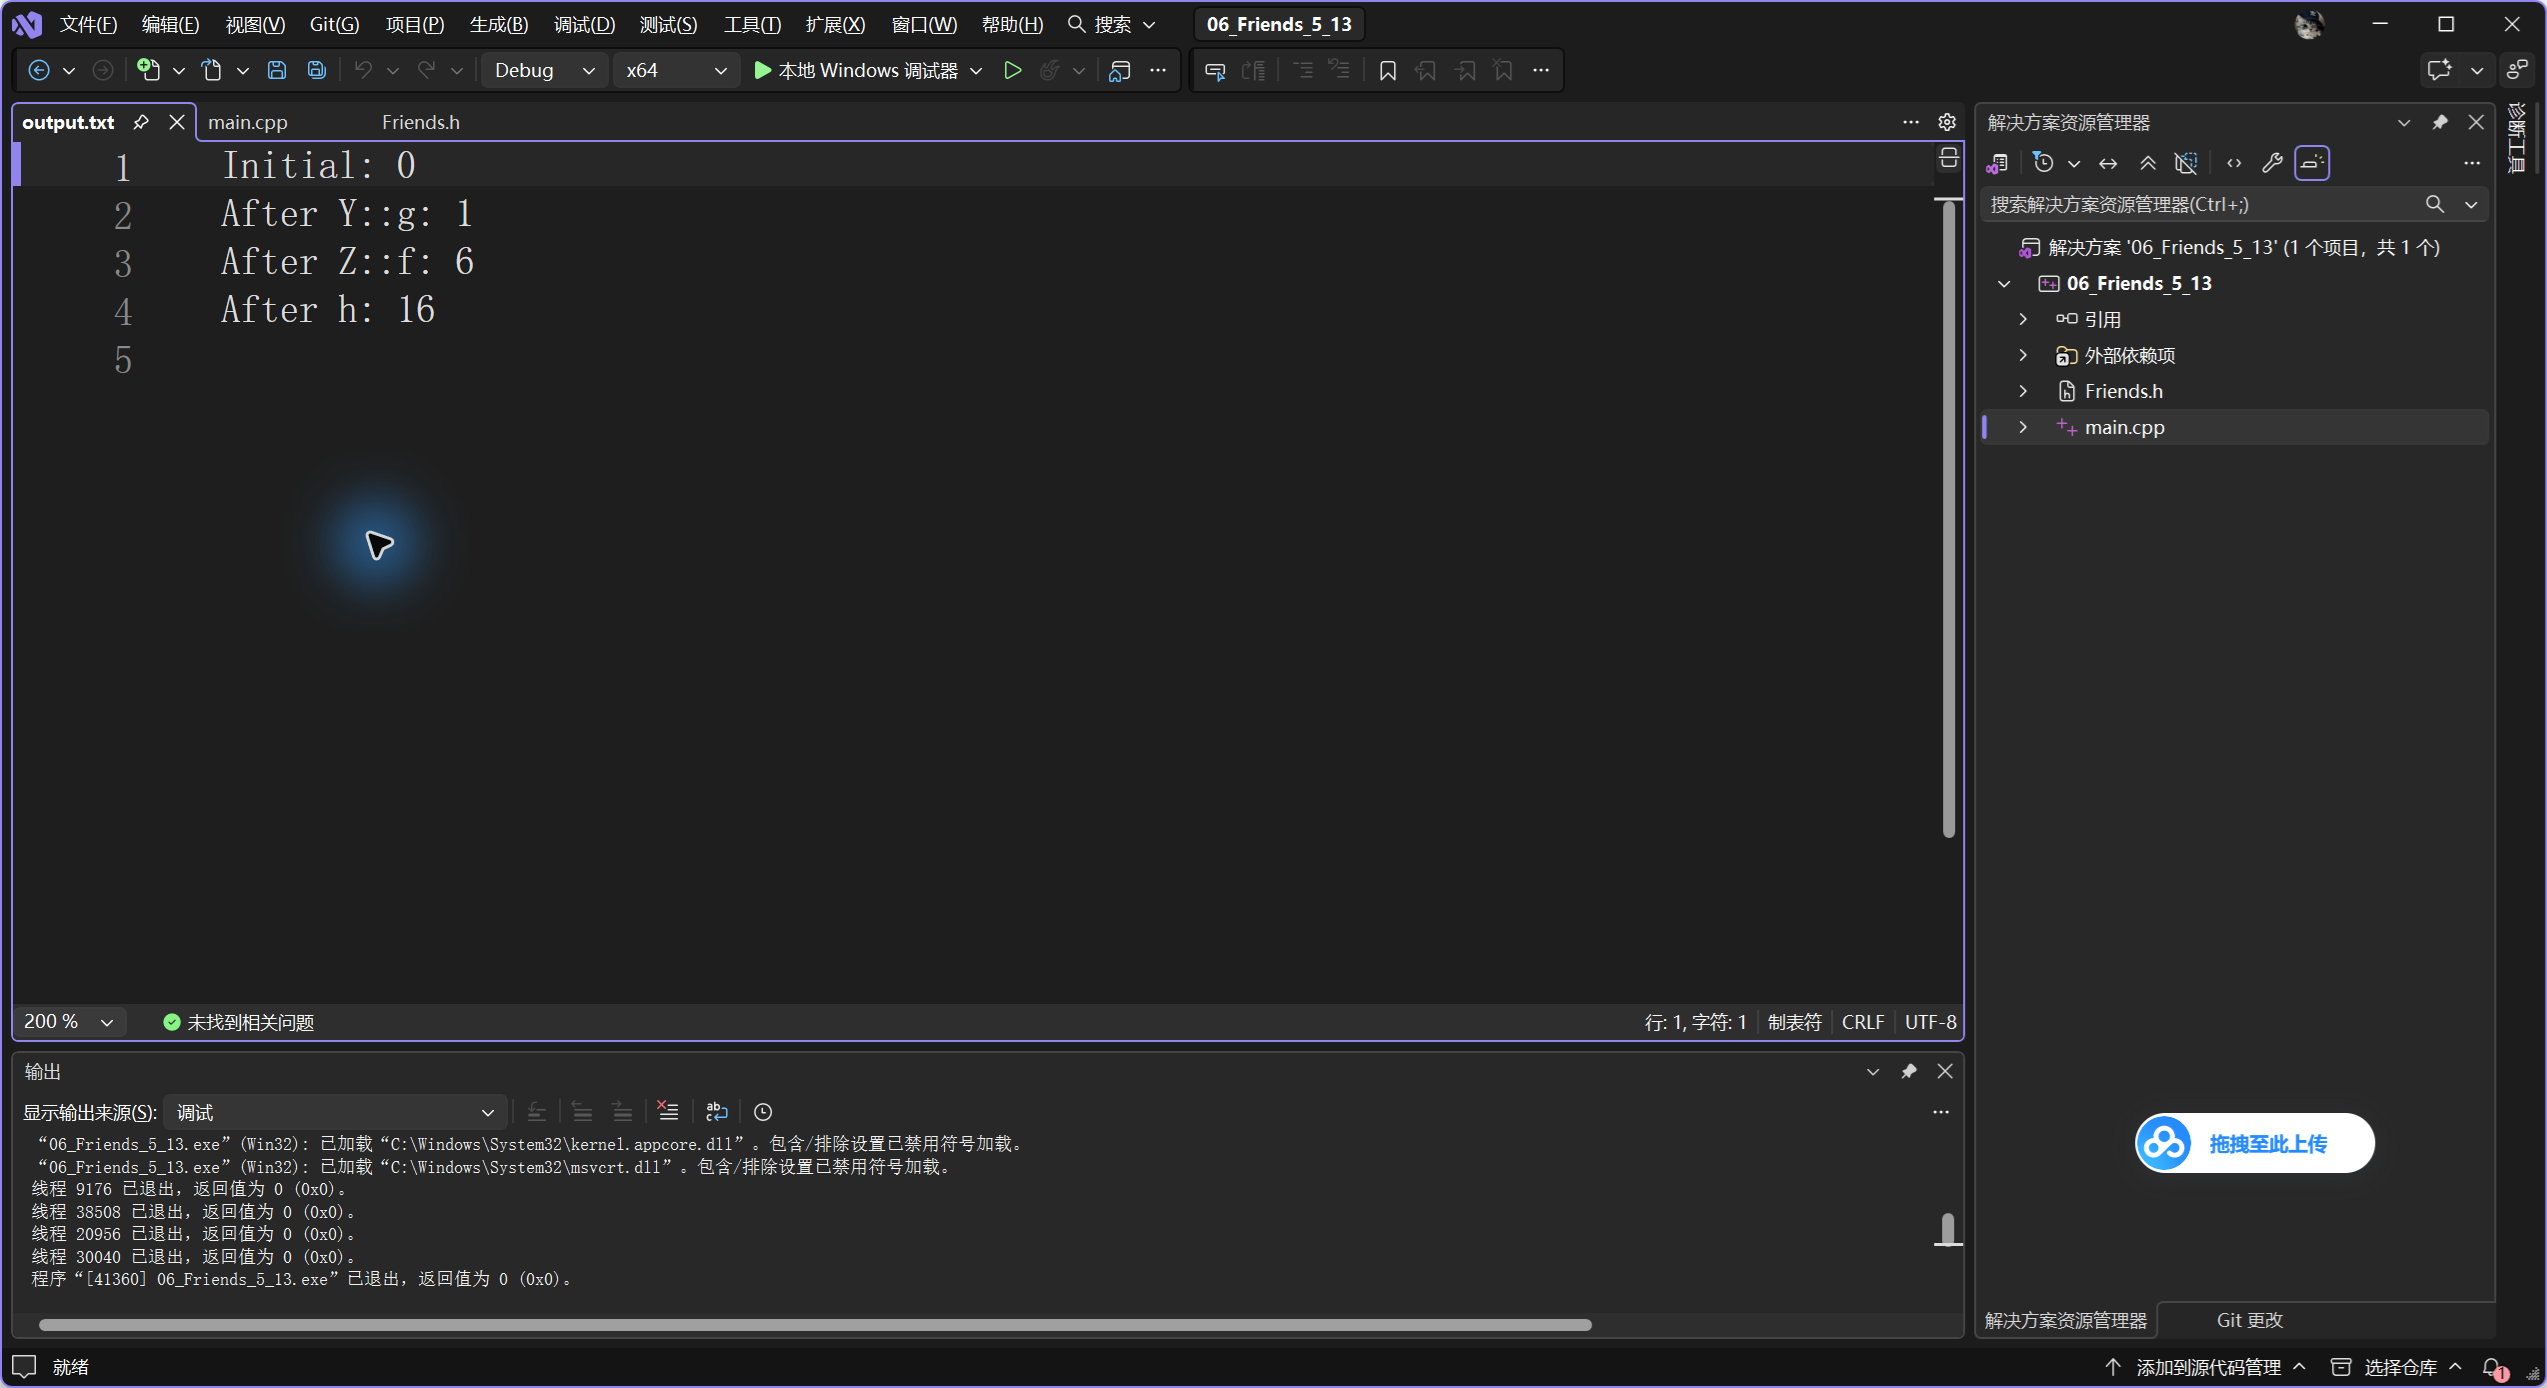 文件(F) 编辑(E) 视图(V) Git(G) 项目(P) 生成(B) 调试(D) 测试(S) 工具(T) 扩展(X) 窗口(W) 帮助(H) 搜索 06_Friends_5_13
Debug x64 本地 Windows 调试器
output.txt main.cpp Friends.h
1 Initial: 0
2 After Y::g: 1
3 After Z::f: 6
4 After h: 16
5
200 % 未找到相关问题 行: 1, 字符: 1 制表符 CRLF UTF-8
输出
显示输出来源(S): 调试
“06_Friends_5_13.exe”(Win32): 已加载“C:\Windows\System32\kernel.appcore.dll”。包含/排除设置已禁用符号加载。
“06_Friends_5_13.exe”(Win32): 已加载“C:\Windows\System32\msvcrt.dll”。包含/排除设置已禁用符号加载。
线程 9176 已退出，返回值为 0 (0x0)。
线程 38508 已退出，返回值为 0 (0x0)。
线程 20956 已退出，返回值为 0 (0x0)。
线程 30040 已退出，返回值为 0 (0x0)。
程序“[41360] 06_Friends_5_13.exe”已退出，返回值为 0 (0x0)。
解决方案资源管理器
搜索解决方案资源管理器(Ctrl+;)
解决方案 '06_Friends_5_13' (1 个项目，共 1 个)
06_Friends_5_13
引用
外部依赖项
Friends.h
main.cpp
拖拽至此上传
解决方案资源管理器 Git 更改
诊断工具
就绪 添加到源代码管理 选择仓库 1